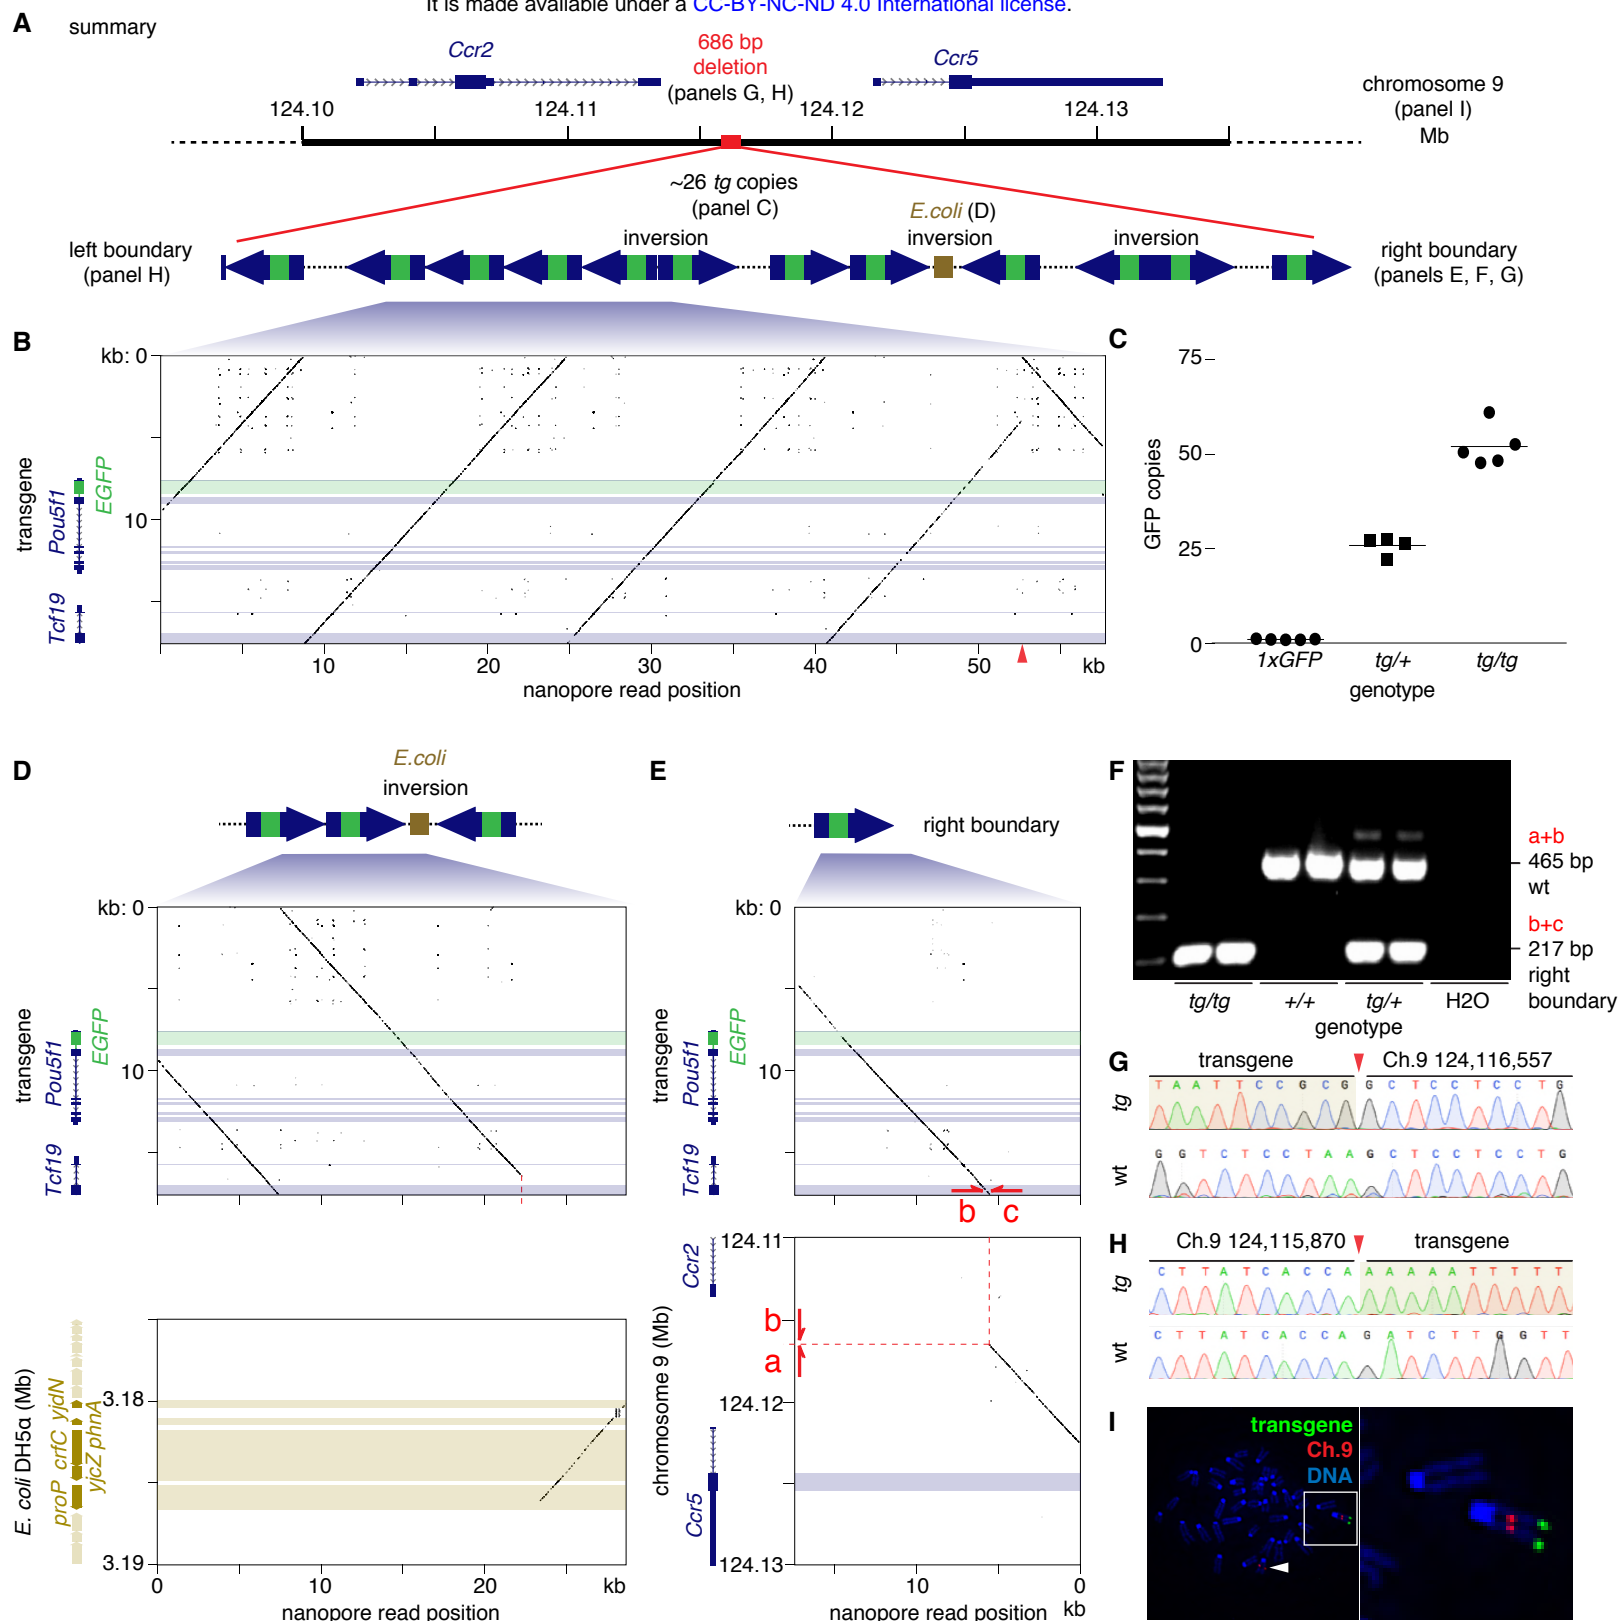 It is made available under a CC-BY-NC-ND 4.0 International license.
A
summary
Ccr2
686 bp
deletion
(panels G, H)
Ccr5
chromosome 9
(panel I)
Mb
124.10
124.11
124.12
124.13
~26 tg copies
(panel C)
E.coli (D)
left boundary
(panel H)
inversion
inversion
inversion
right boundary
(panels E, F, G)
B
kb: 0
10
transgene
Pou5f1
EGFP
Tcf19
10
20
30
40
50
kb
nanopore read position
C
75
50
25
0
GFP copies
1xGFP
tg/+
tg/tg
genotype
D
E.coli
inversion
kb: 0
10
transgene
Pou5f1
EGFP
Tcf19
E. coli DH5α (Mb)
proP crfC yjdN
yjcZ phnA
3.18
3.19
0
10
20
kb
nanopore read position
E
right boundary
kb: 0
10
transgene
Pou5f1
EGFP
Tcf19
b
c
chromosome 9 (Mb)
Ccr2
Ccr5
124.11
b
a
124.12
124.13
10
0
nanopore read position
kb
F
a+b
465 bp
wt
b+c
217 bp
right
boundary
tg/tg
+/+
tg/+
H2O
genotype
G
transgene
Ch.9 124,116,557
tg
T A A T T C C G C G G C T C C T C C T G
wt
G G T C T C C T A A G C T C C T C C T G
H
Ch.9 124,115,870
transgene
tg
C T T A T C A C C A A A A A A T T T T T
wt
C T T A T C A C C A G A T C T T G G T T
I
transgene
Ch.9
DNA